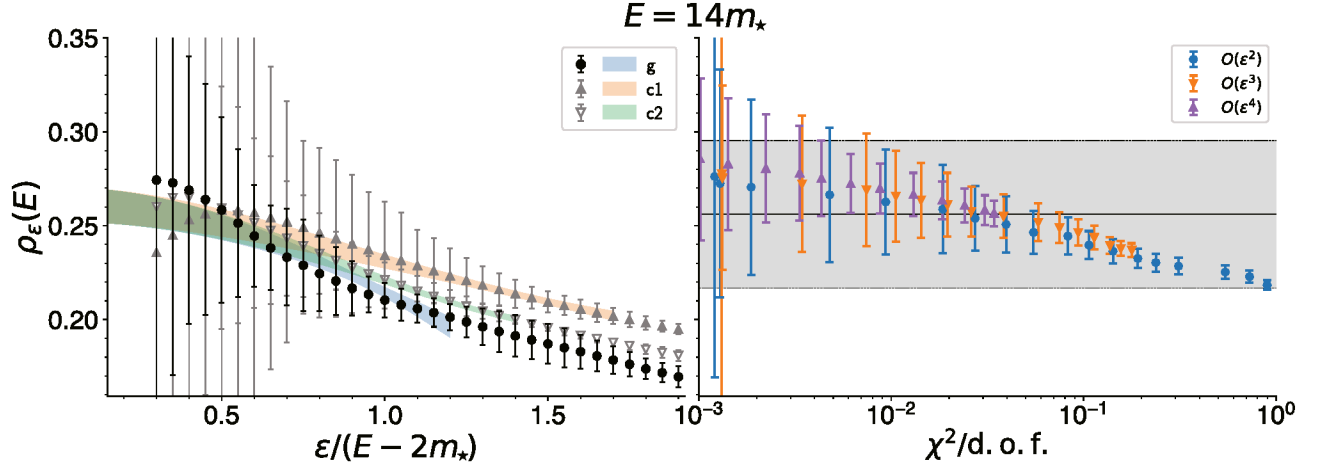 E = 14m⋆
0.35
0.30
0.25
0.20
ρε(E)
g
c1
c2
0.5
1.0
1.5
ε/(E − 2m⋆)
O(ε²)
O(ε³)
O(ε⁴)
10⁻³
10⁻²
10⁻¹
10⁰
χ²/d. o. f.